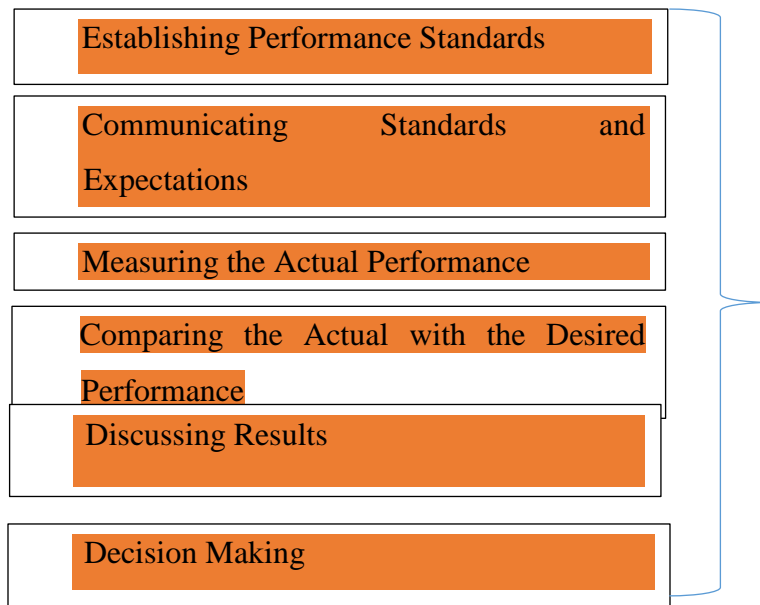 Establishing Performance Standards
Communicating Standards and
Expectations
Measuring the Actual Performance
Comparing the Actual with the Desired
Performance
Discussing Results
Decision Making